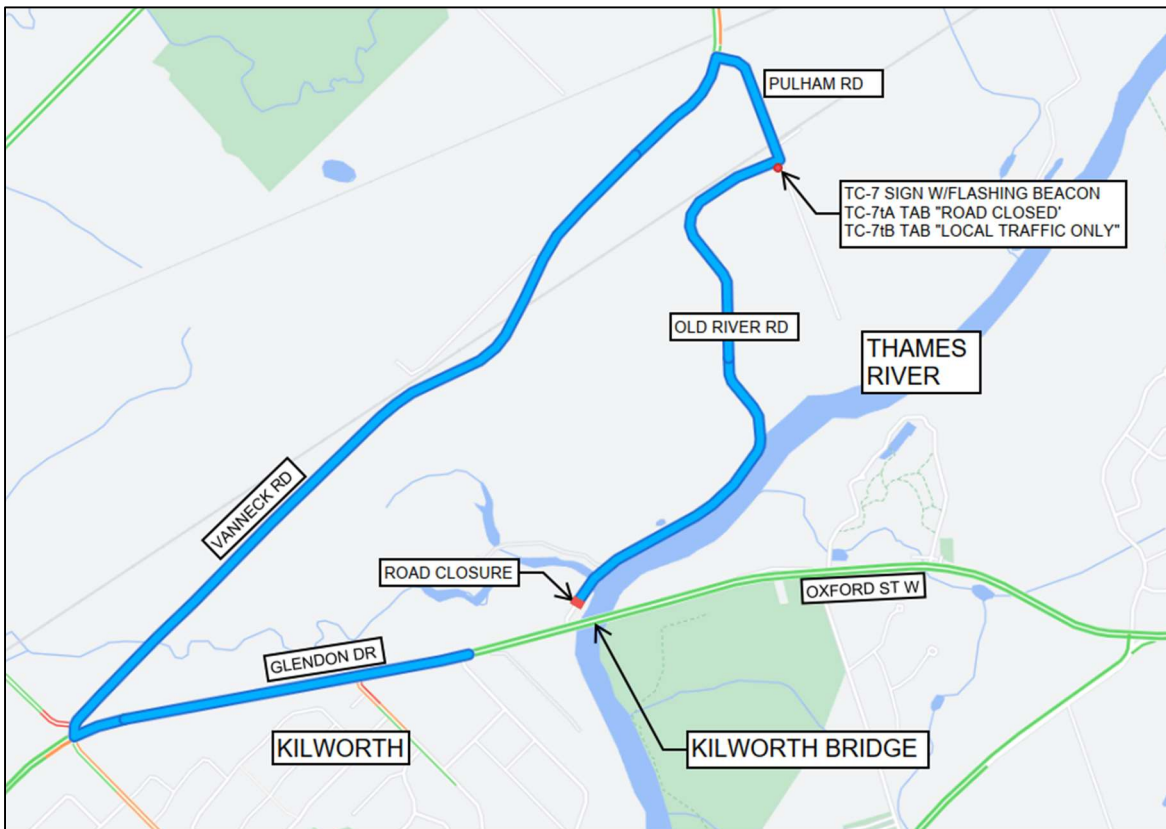 PULHAM RD
TC-7 SIGN W/FLASHING BEACON
TC-7tA TAB "ROAD CLOSED'
TC-7tB TAB "LOCAL TRAFFIC ONLY"
OLD RIVER RD
THAMES
RIVER
VANNECK RD
ROAD CLOSURE
OXFORD ST W
GLENDON DR
KILWORTH
KILWORTH BRIDGE